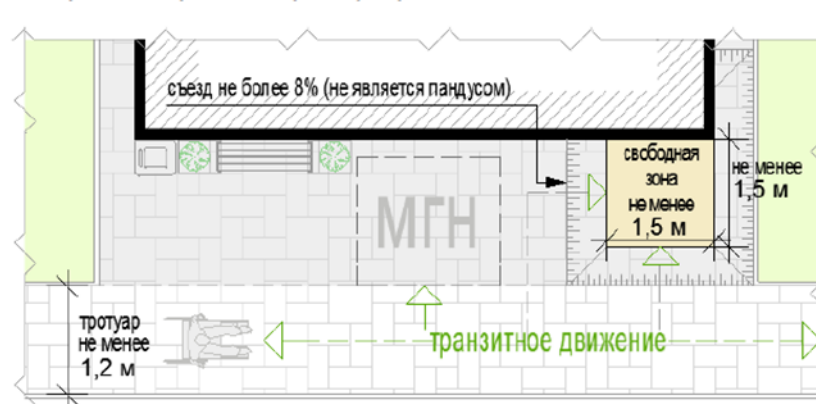 съезд не более 8% (не является пандусом)
свободная
зона
не менее
1,5 м
не менее
1,5 м
МГН
тротуар
не менее
1,2 м
транзитное движение